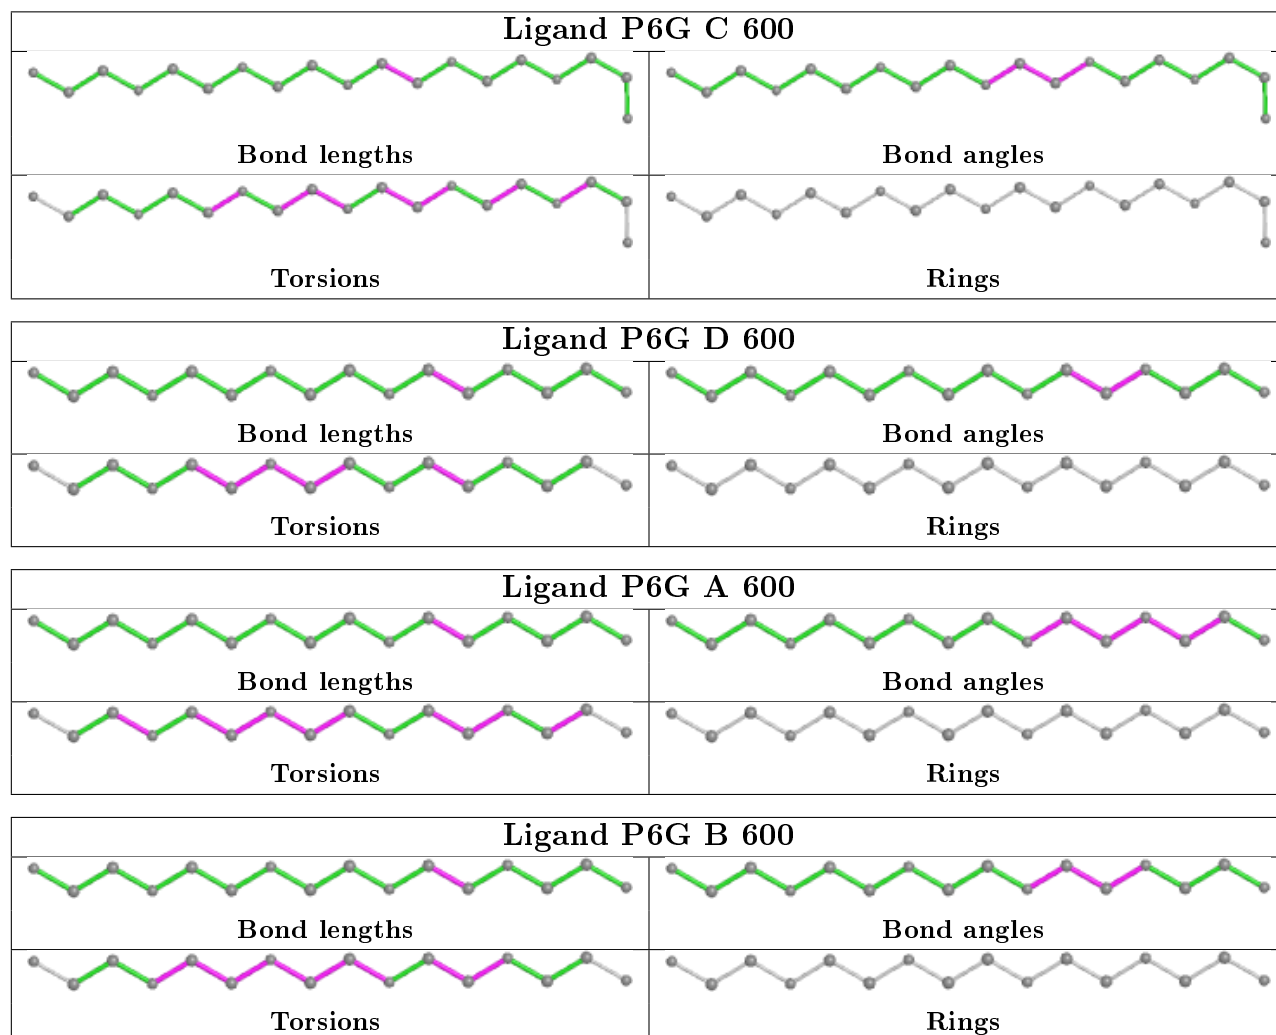 Ligand P6G C 600
Bond lengths
Bond angles
Torsions
Rings
Ligand P6G D 600
Bond lengths
Bond angles
Torsions
Rings
Ligand P6G A 600
Bond lengths
Bond angles
Torsions
Rings
Ligand P6G B 600
Bond lengths
Bond angles
Torsions
Rings